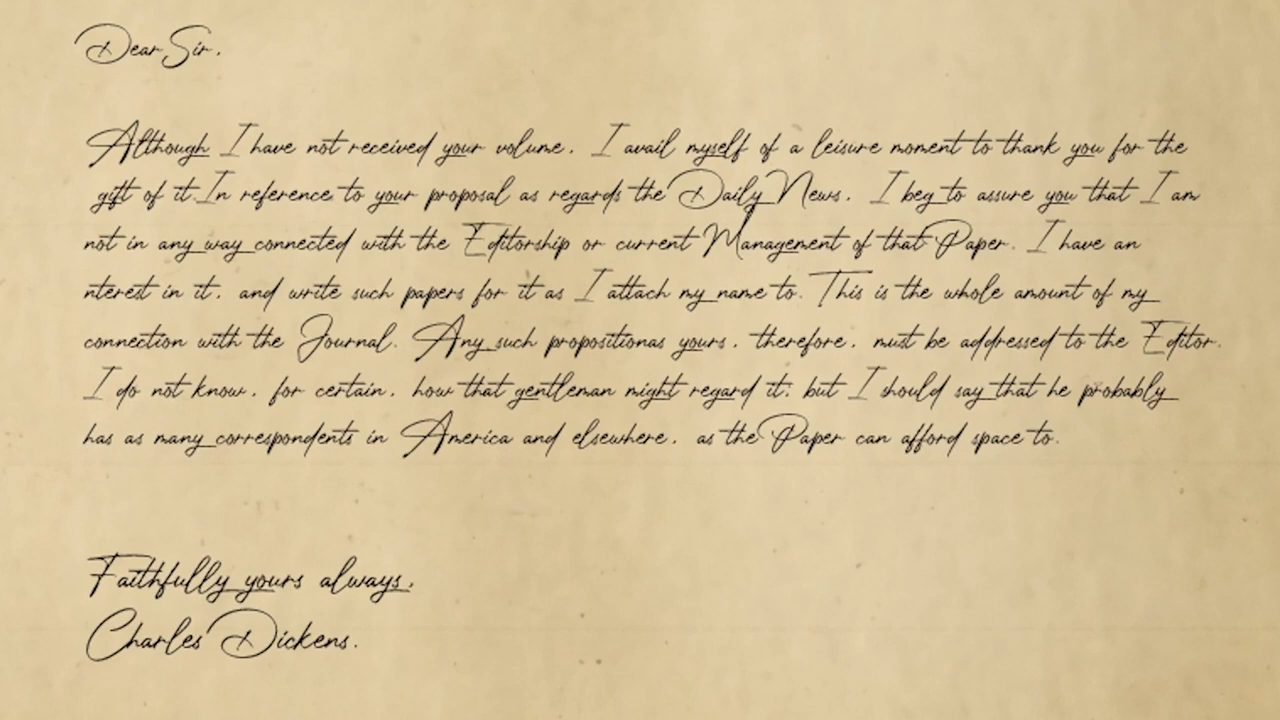 Dear Sir,
Although I have not received your volume, I avail myself of a leisure moment to thank you for the
gift of it.In reference to your proposal as regards the Daily News, I beg to assure you that I am
not in any way connected with the Editorship or current Management of that Paper. I have an
nterest in it, and write such papers for it as I attach my name to. This is the whole amount of my
connection with the Journal. Any such propositionas yours, therefore, must be addressed to the Editor.
I do not know, for certain, how that gentleman might regard it; but I should say that he probably
has as many correspondents in America and elsewhere, as the Paper can afford space to.
Faithfully yours always,
Charles Dickens.